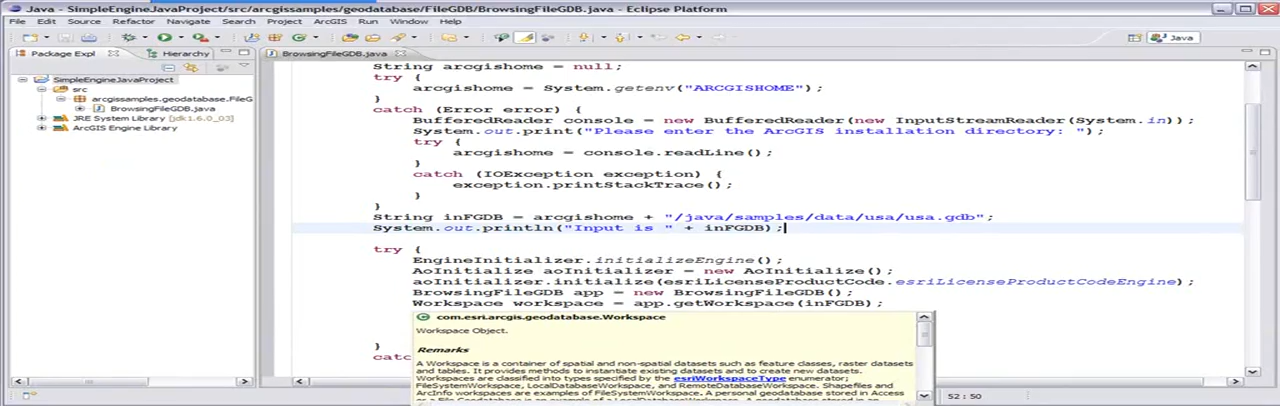 Java - SimpleEngineJavaProject/src/arcgissamples/geodatabase/FileGDB/BrowsingFileGDB.java - Eclipse Platform
File Edit Source Refactor Navigate Search Project ArcGIS Run Window Help
Java
Package Expl
Hierarchy
BrowsingFileGDB.java
SimpleEngineJavaProject
src
arcgissamples.geodatabase.FileG
BrowsingFileGDB.java
JRE System Library [jdk1.6.0_03]
ArcGIS Engine Library
String arcgishome = null;
try {
arcgishome = System.getenv("ARCGISHOME");
}
catch (Error error) {
BufferedReader console = new BufferedReader(new InputStreamReader(System.in));
System.out.print("Please enter the ArcGIS installation directory: ");
try {
arcgishome = console.readLine();
}
catch (IOException exception) {
exception.printStackTrace();
}
}
String inFGDB = arcgishome + "/java/samples/data/usa/usa.gdb";
System.out.println("Input is " + inFGDB);
try {
EngineInitializer.initializeEngine();
AoInitialize aoInitializer = new AoInitialize();
aoInitializer.initialize(esriLicenseProductCode.esriLicenseProductCodeEngine);
BrowsingFileGDB app = new BrowsingFileGDB();
Workspace workspace = app.getWorkspace(inFGDB);
}
catc
com.esri.arcgis.geodatabase.Workspace
Workspace Object.
Remarks
A Workspace is a container of spatial and non-spatial datasets such as feature classes, raster datasets
and tables. It provides methods to instantiate existing datasets and to create new datasets.
Workspaces are classified into types specified by the esriWorkspaceType enumerator;
FileSystemWorkspace, LocalDatabaseWorkspace, and RemoteDatabaseWorkspace. Shapefiles and
ArcInfo workspaces are examples of FileSystemWorkspace. A personal geodatabase stored in Access
52 : 50